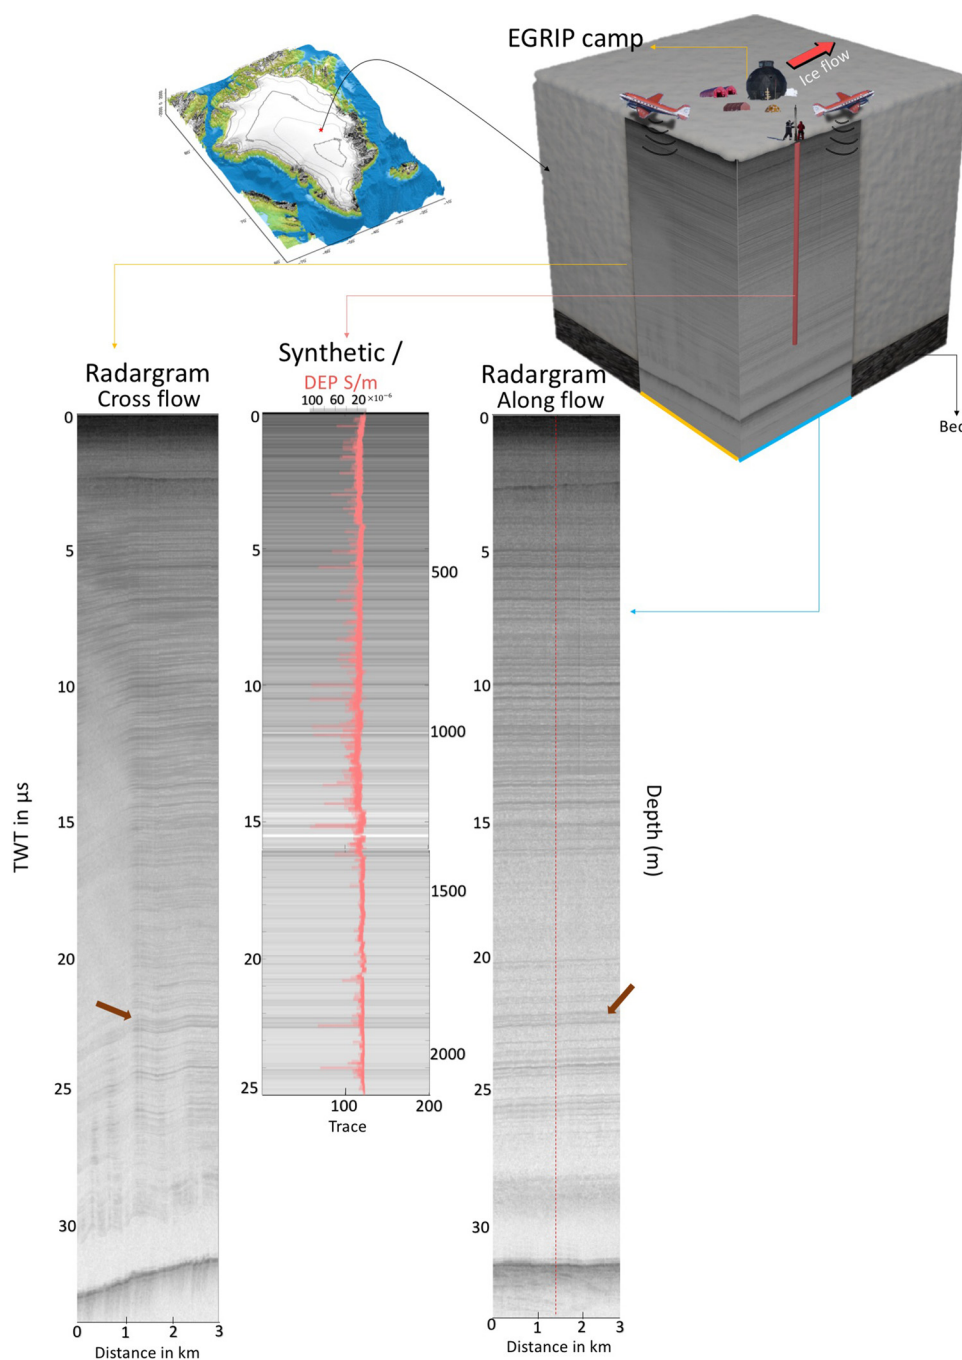 EGRIP camp
Ice flow
Radargram
Cross flow
Synthetic /
DEP S/m
100 60 20 ×10⁻⁶
Radargram
Along flow
Bed
0
5
10
15
20
25
30
TWT in µs
0 1 2 3
Distance in km
0
5
10
15
20
25
500
1000
1500
2000
100 200
Trace
Depth (m)
0
5
10
15
20
25
30
0 1 2 3
Distance in km